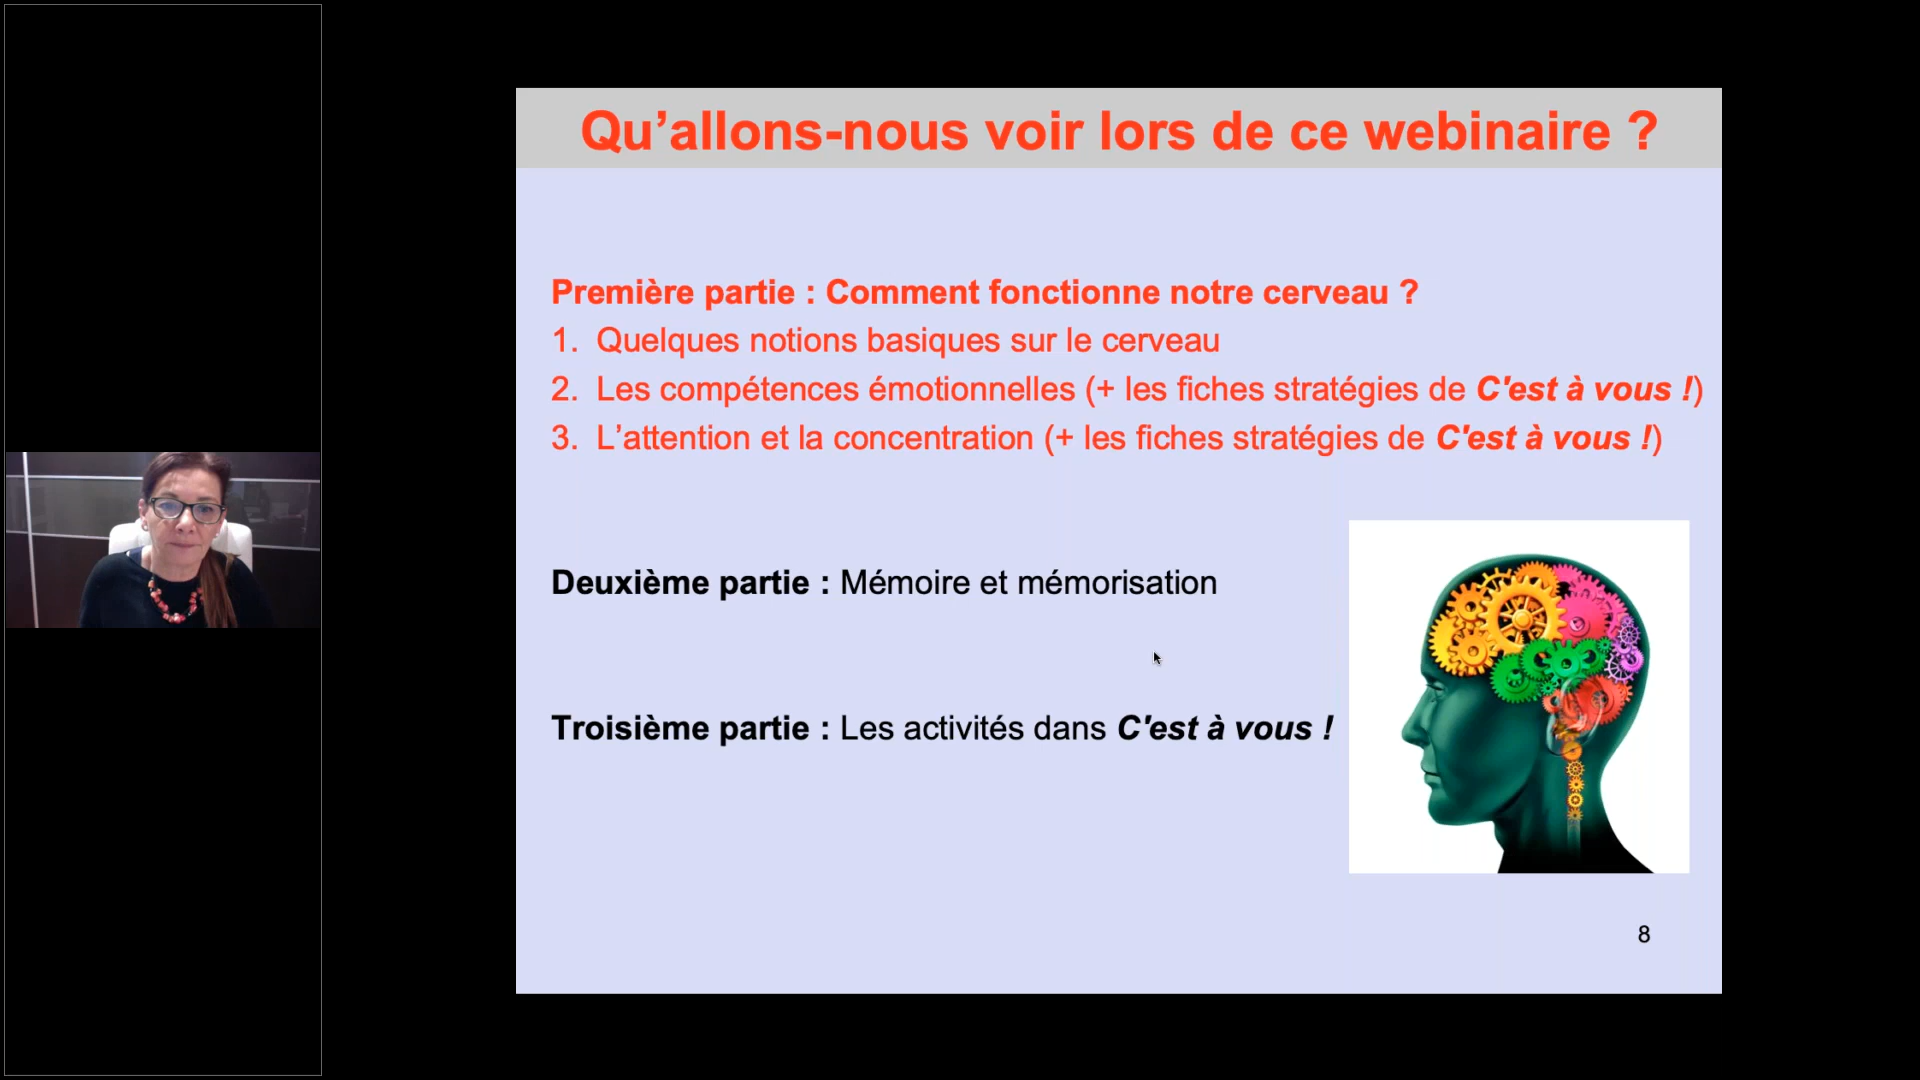 Qu’allons-nous voir lors de ce webinaire ?
Première partie : Comment fonctionne notre cerveau ?
1. Quelques notions basiques sur le cerveau
2. Les compétences émotionnelles (+ les fiches stratégies de C'est à vous !)
3. L’attention et la concentration (+ les fiches stratégies de C'est à vous !)
Deuxième partie : Mémoire et mémorisation
Troisième partie : Les activités dans C'est à vous !
8